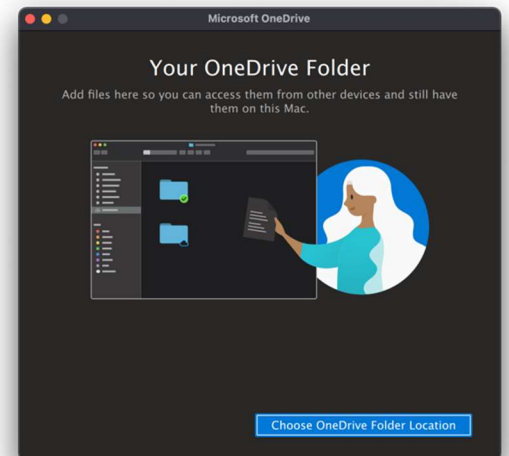 Microsoft OneDrive
Your OneDrive Folder
Add files here so you can access them from other devices and still have
them on this Mac.
Choose OneDrive Folder Location